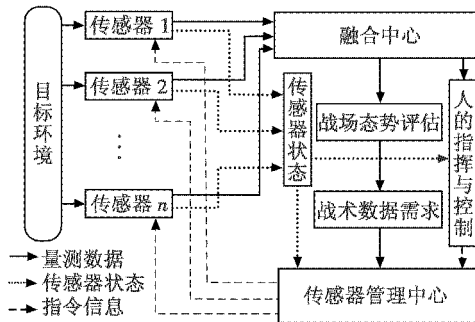 传感器 1
融合中心
传感器 2
目标环境
传感器状态
人的指挥与控制
战场态势评估
传感器 n
战术数据需求
量测数据
传感器状态
指令信息
传感器管理中心